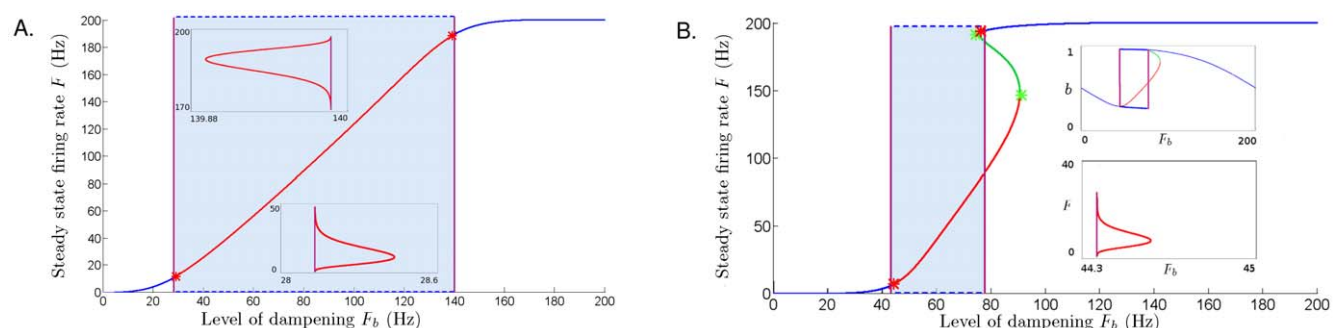 A.
Steady state firing rate F (Hz)
200
180
160
140
120
100
80
60
40
20
0
0 20 40 60 80 100 120 140 160 180 200
Level of dampening F_b (Hz)
200
170
139.88 140
50
0
28 28.6
B.
Steady state firing rate F (Hz)
200
150
100
50
0
0 20 40 60 80 100 120 140 160 180 200
Level of dampening F_b (Hz)
1
b
0
0 F_b 200
40
F
0
44.3 F_b 45